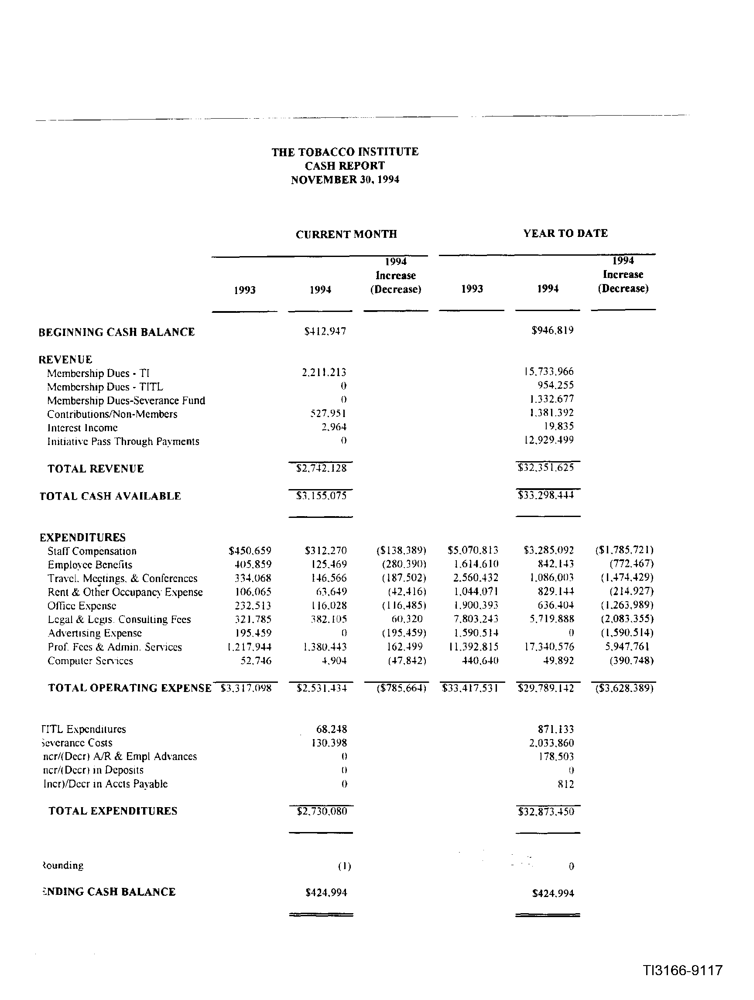 THE TOBACCO INSTITUTE
CASH REPORT
NOVEMBER 30, 1994
CURRENT MONTH YEAR TO DATE
1994 1994
Increase Increase
1993 1994 (Decrease) 1993 1994 (Decrease)
BEGINNING CASH BALANCE $412,947 $946,819
REVENUE
Membership Dues - TI 2,211,213 15,733,966
Membership Dues - TITL 0 954,255
Membership Dues-Severance Fund 0 1,332,677
Contributions/Non-Members 527,951 1,381,392
Interest Income 2,964 19,835
Initiative Pass Through Payments 0 12,929,499
TOTAL REVENUE $2,742,128 $32,351,625
TOTAL CASH AVAILABLE $3,155,075 $33,298,444
EXPENDITURES
Staff Compensation $450,659 $312,270 ($138,389) $5,070,813 $3,285,092 ($1,785,721)
Employee Benefits 405,859 125,469 (280,390) 1,614,610 842,143 (772,467)
Travel, Meetings, & Conferences 334,068 146,566 (187,502) 2,560,432 1,086,003 (1,474,429)
Rent & Other Occupancy Expense 106,065 63,649 (42,416) 1,044,071 829,144 (214,927)
Office Expense 232,513 116,028 (116,485) 1,900,393 636,404 (1,263,989)
Legal & Legis. Consulting Fees 321,785 382,105 60,320 7,803,243 5,719,888 (2,083,355)
Advertising Expense 195,459 0 (195,459) 1,590,514 0 (1,590,514)
Prof. Fees & Admin. Services 1,217,944 1,380,443 162,499 11,392,815 17,340,576 5,947,761
Computer Services 52,746 4,904 (47,842) 440,640 49,892 (390,748)
TOTAL OPERATING EXPENSE $3,317,098 $2,531,434 ($785,664) $33,417,531 $29,789,142 ($3,628,389)
TITL Expenditures 68,248 871,133
Severance Costs 130,398 2,033,860
ncr/(Decr) A/R & Empl Advances 0 178,503
ncr/(Decr) in Deposits 0 0
Incr)/Decr in Accts Payable 0 812
TOTAL EXPENDITURES $2,730,080 $32,873,450
Rounding (1) 0
ENDING CASH BALANCE $424,994 $424,994
TI3166-9117